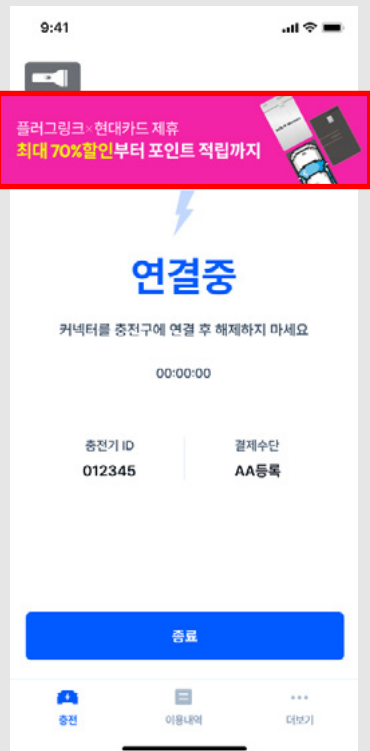 9:41
플러그링크×현대카드 제휴
최대 70%할인부터 포인트 적립까지
연결중
커넥터를 충전구에 연결 후 해제하지 마세요
00:00:00
충전기 ID
결제수단
012345
AA등록
종료
충전
이용내역
더보기